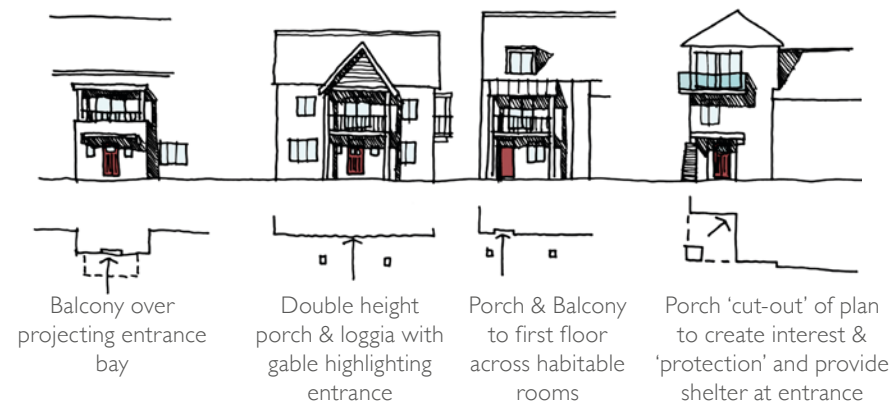 Balcony over
projecting entrance
bay
Double height
porch & loggia with
gable highlighting
entrance
Porch & Balcony
to first floor
across habitable
rooms
Porch ‘cut-out’ of plan
to create interest &
‘protection’ and provide
shelter at entrance